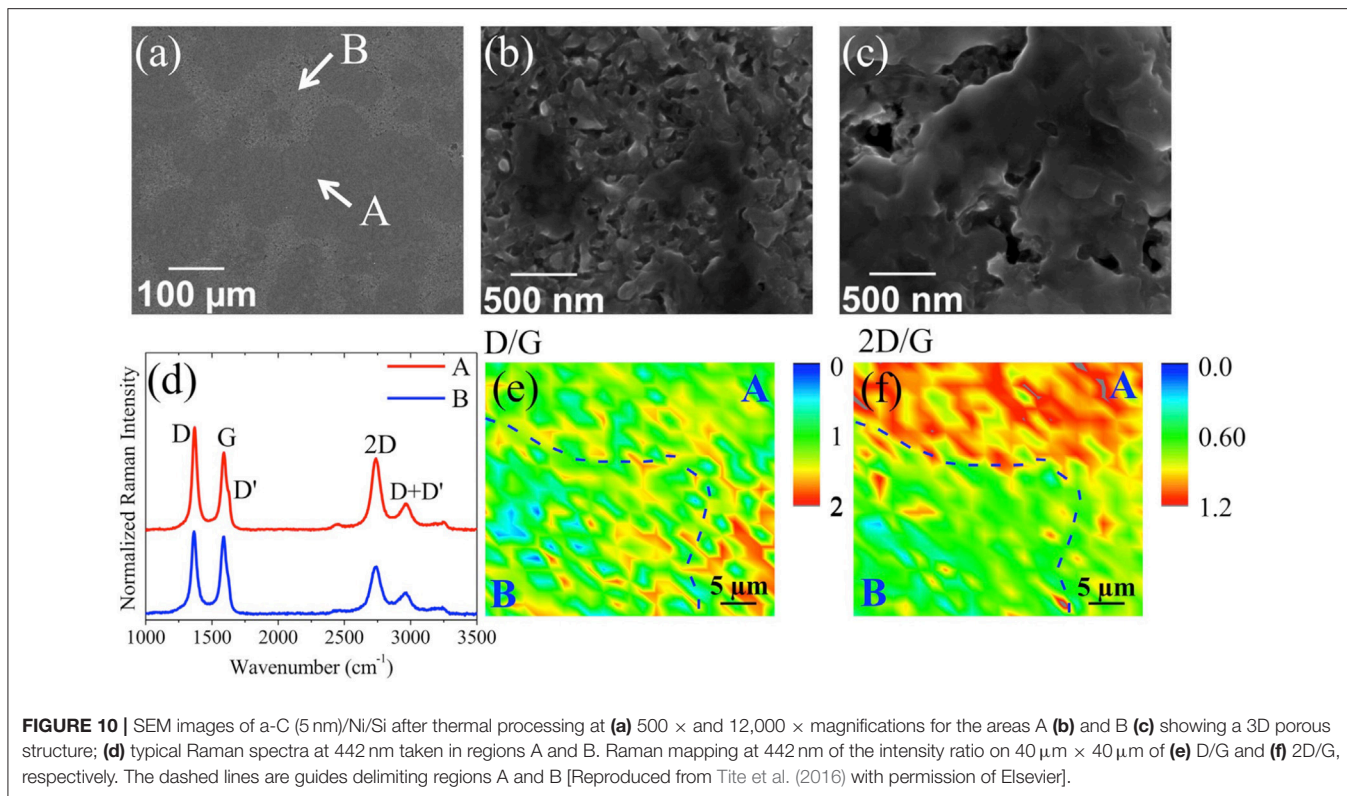 (a)
B
A
100 µm
(b)
500 nm
(c)
500 nm
(d)
A
B
D
G
D'
2D
D+D'
Normalized Raman Intensity
1000 1500 2000 2500 3000 3500
Wavenumber (cm⁻¹)
D/G
(e)
A
B
5 µm
0
1
2
2D/G
(f)
A
B
5 µm
0.0
0.60
1.2
FIGURE 10 | SEM images of a-C (5 nm)/Ni/Si after thermal processing at (a) 500 × and 12,000 × magnifications for the areas A (b) and B (c) showing a 3D porous
structure; (d) typical Raman spectra at 442 nm taken in regions A and B. Raman mapping at 442 nm of the intensity ratio on 40 µm × 40 µm of (e) D/G and (f) 2D/G,
respectively. The dashed lines are guides delimiting regions A and B [Reproduced from Tite et al. (2016) with permission of Elsevier].